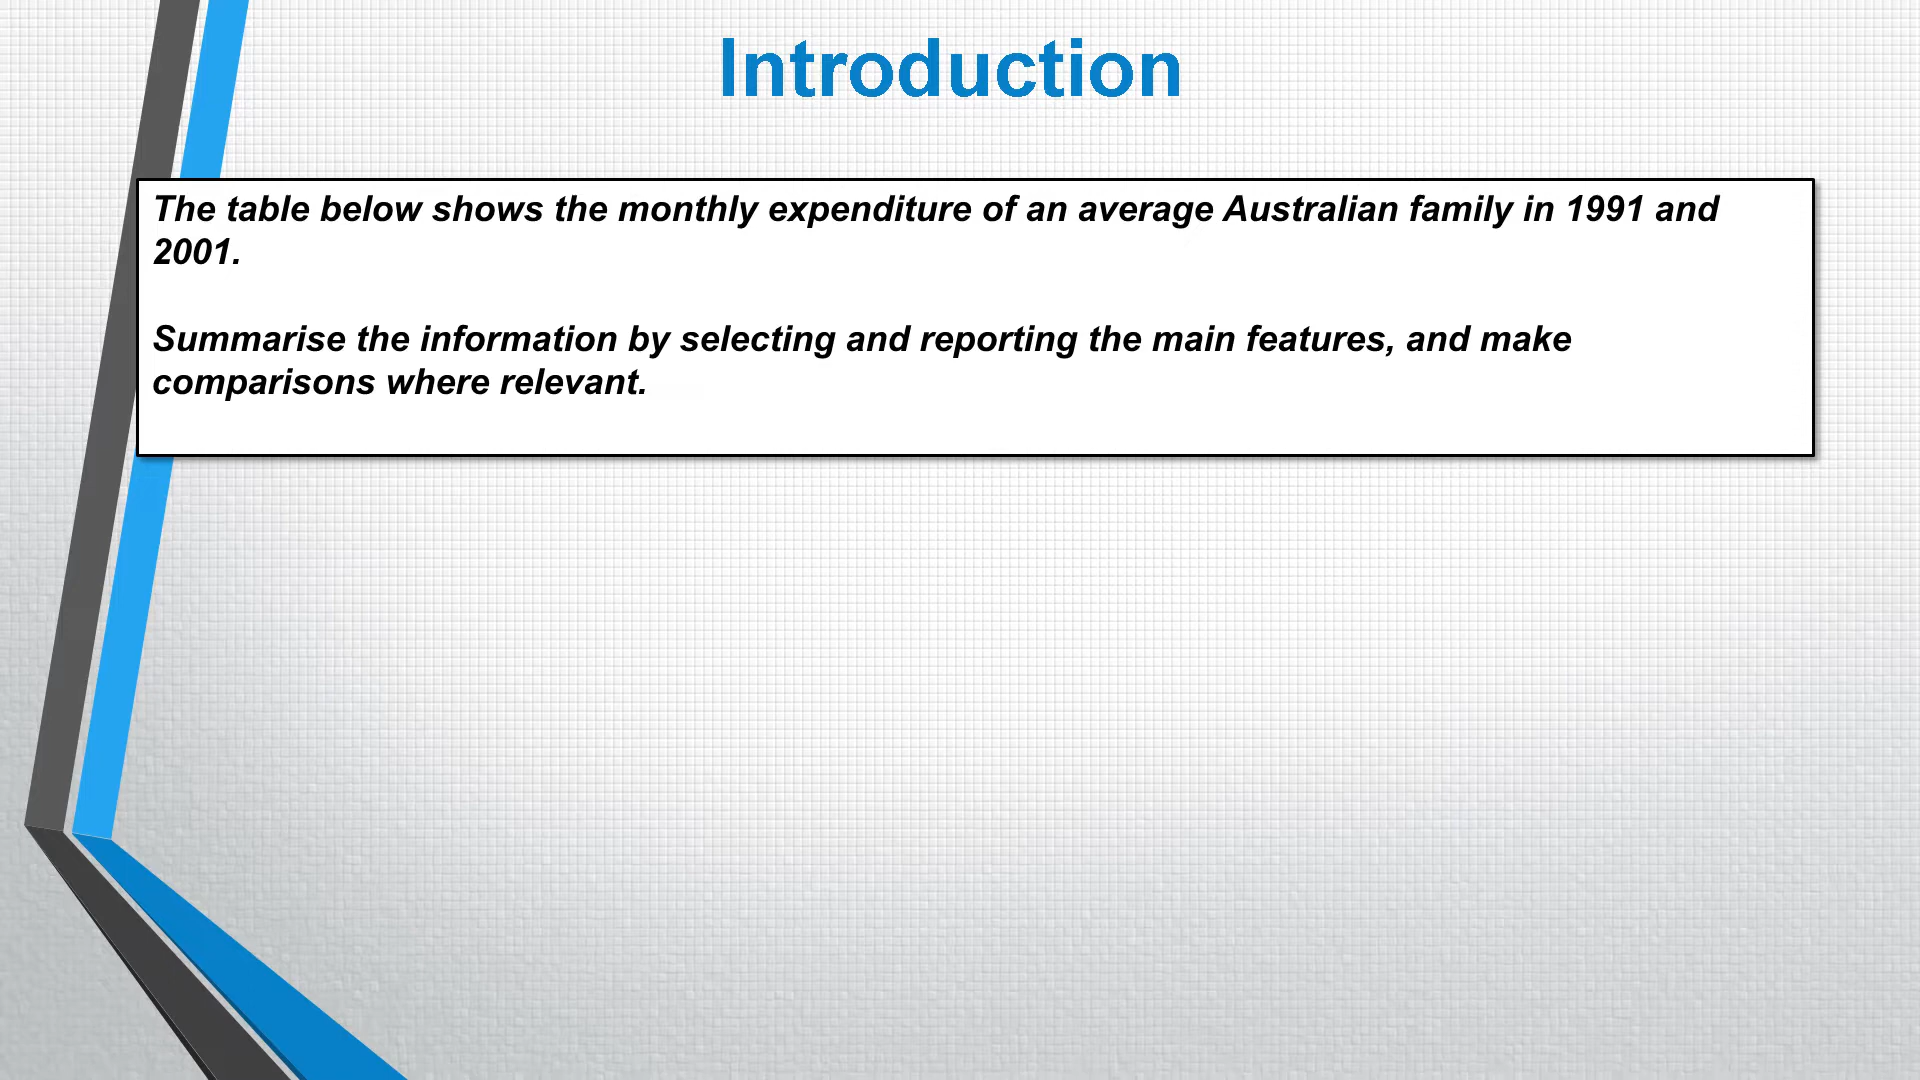 Introduction
The table below shows the monthly expenditure of an average Australian family in 1991 and
2001.
Summarise the information by selecting and reporting the main features, and make
comparisons where relevant.